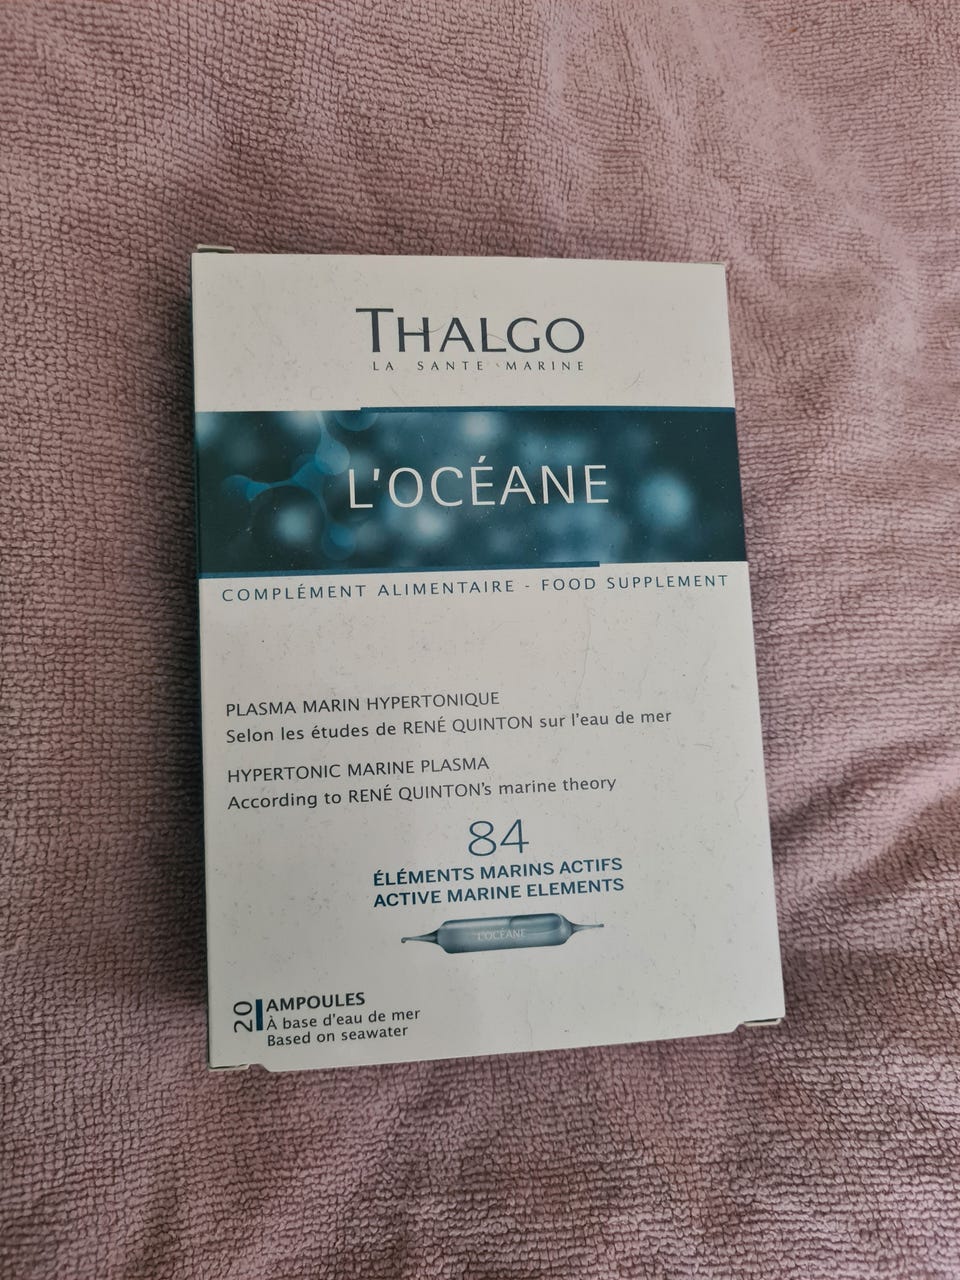 THALGO
LA SANTE MARINE
L'OCÉANE
COMPLÉMENT ALIMENTAIRE - FOOD SUPPLEMENT
PLASMA MARIN HYPERTONIQUE
Selon les études de RENÉ QUINTON sur l'eau de mer
HYPERTONIC MARINE PLASMA
According to RENÉ QUINTON's marine theory
84
ÉLÉMENTS MARINS ACTIFS
ACTIVE MARINE ELEMENTS
L'OCÉANE
20
AMPOULES
À base d'eau de mer
Based on seawater